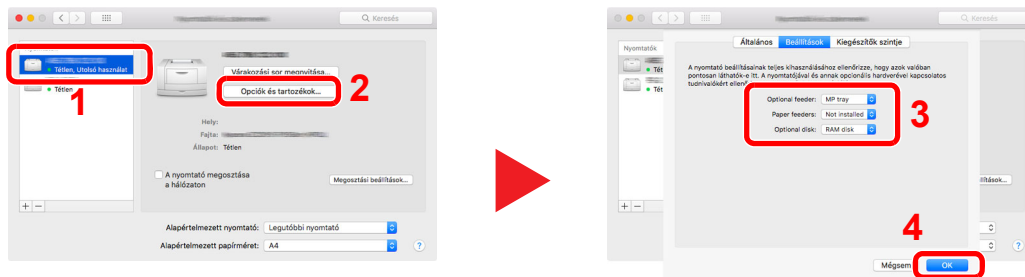 Keresés
Tétlen, Utolsó használat
1
Tétlen
Várakozási sor megnyitása...
Opciók és tartozékok...
2
Hely:
Fajta:
Állapot: Tétlen
A nyomtató megosztása
a hálózaton
Megosztási beállítások...
+ −
Alapértelmezett nyomtató: Legutóbbi nyomtató
Alapértelmezett papírméret: A4
?
Keresés
Nyomtatók
Tét
Tét
Általános Beállítások Kiegészítők szintje
A nyomtató beállításainak teljes kihasználásához ellenőrizze, hogy azok valóban
pontosan láthatók-e itt. A nyomtatójával és annak opcionális hardverével kapcsolatos
tudnivalókért
Optional feeder: MP tray
Paper feeders: Not installed
Optional disk: RAM disk
3
llítások...
+ −
4
?
Mégsem OK